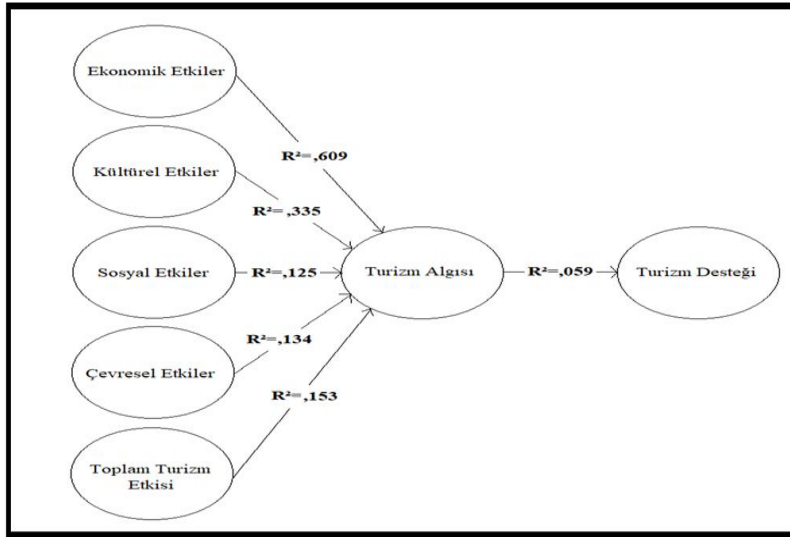 Ekonomik Etkiler
R²=,609
Kültürel Etkiler
R²=,335
Sosyal Etkiler
R²=,125
Turizm Algısı
R²=,059
Turizm Desteği
R²=,134
Çevresel Etkiler
R²=,153
Toplam Turizm
Etkisi